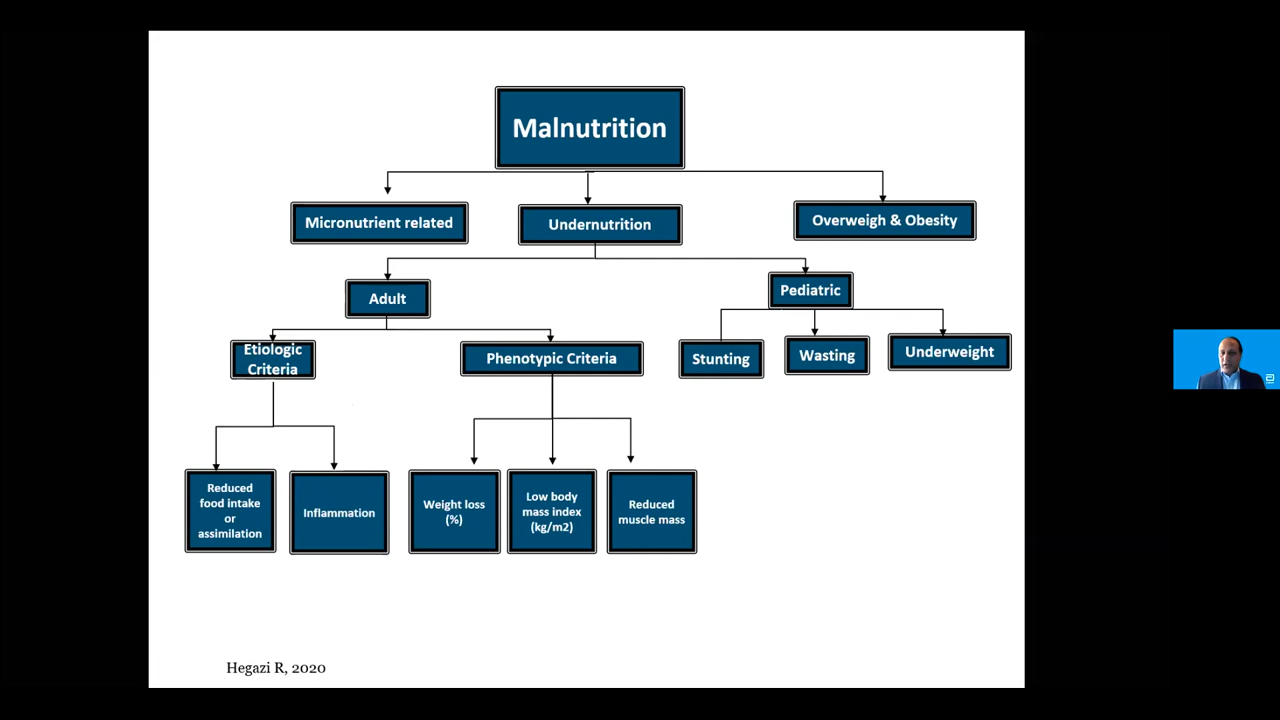 Malnutrition
Micronutrient related
Undernutrition
Overweigh & Obesity
Adult
Pediatric
Etiologic
Criteria
Phenotypic Criteria
Stunting
Wasting
Underweight
Reduced
food intake
or
assimilation
Inflammation
Weight loss
(%)
Low body
mass index
(kg/m2)
Reduced
muscle mass
Hegazi R, 2020